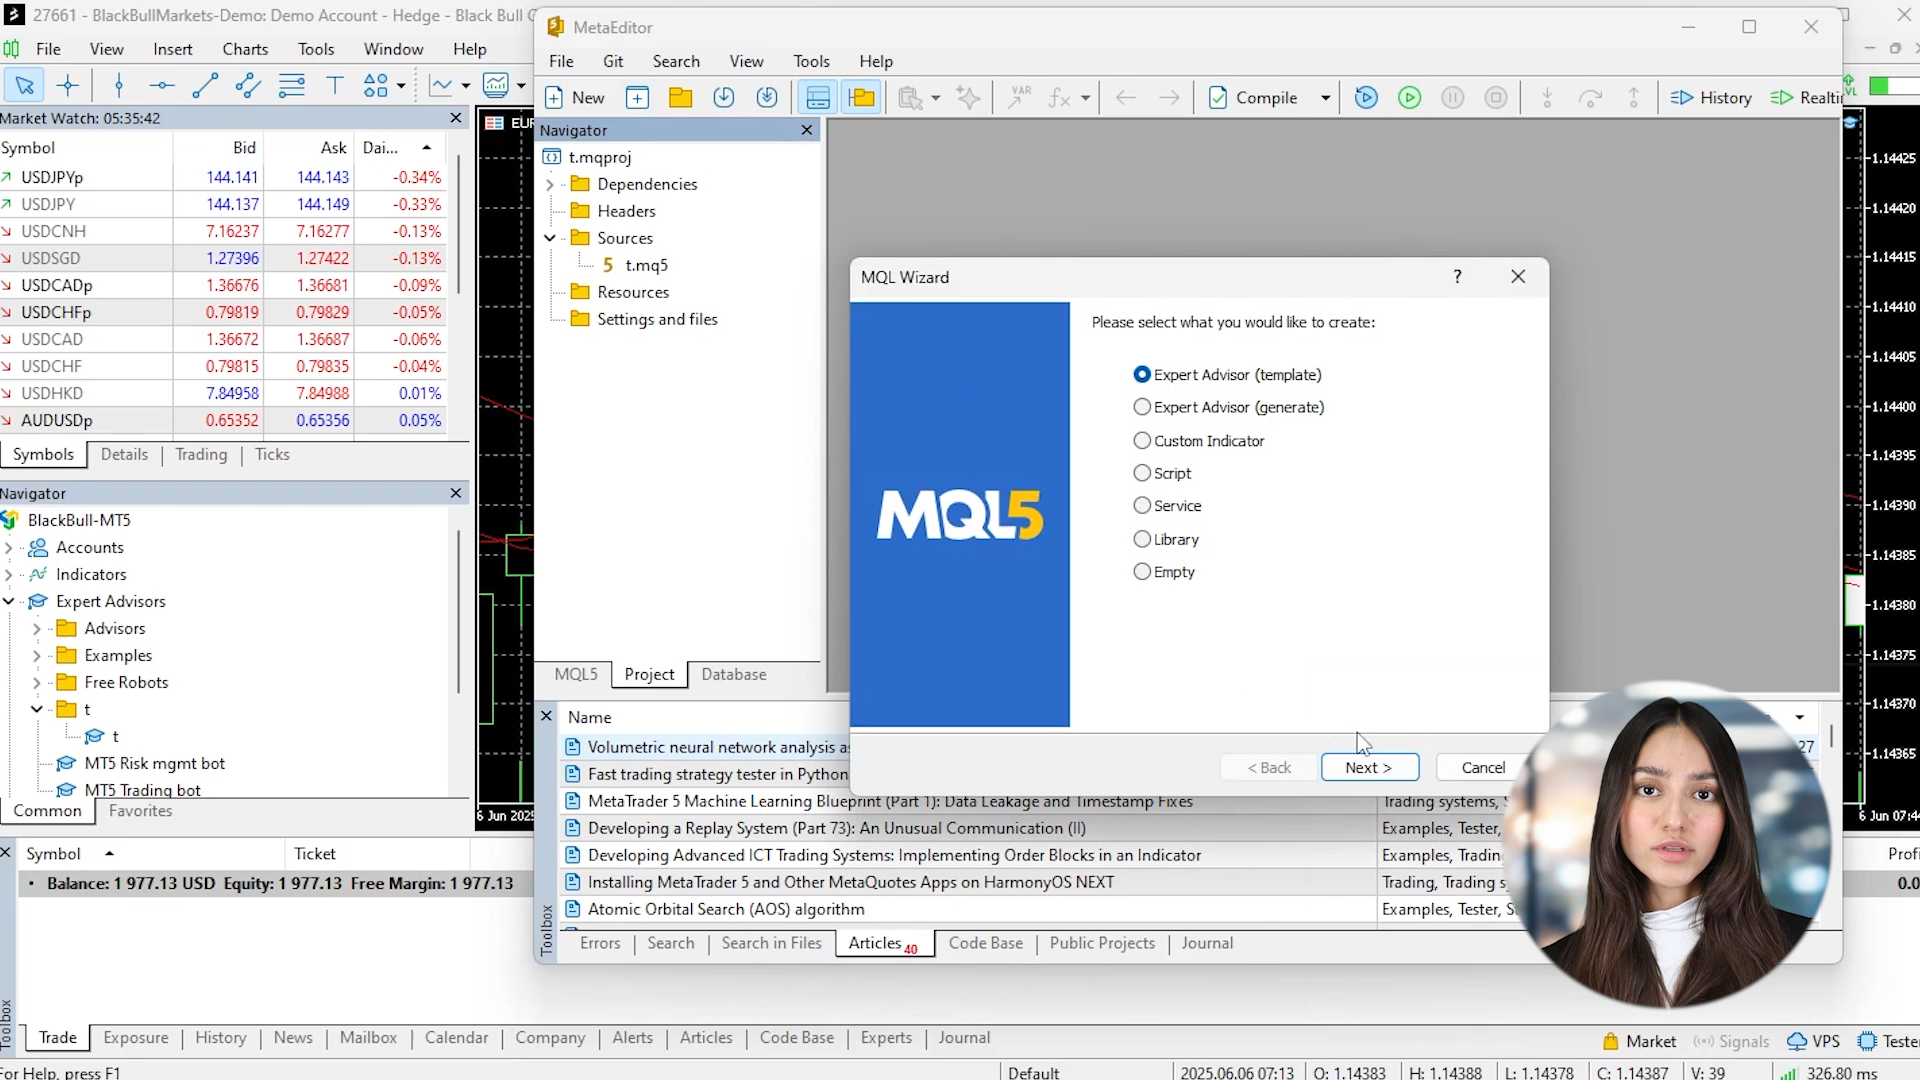 27661 - BlackBullMarkets-Demo: Demo Account - Hedge - Black Bull
File View Insert Charts Tools Window Help
Market Watch: 05:35:42
Symbol Bid Ask Dai...
USDJPYp 144.141 144.143 -0.34%
USDJPY 144.137 144.149 -0.33%
USDCNH 7.16237 7.16277 -0.13%
USDSGD 1.27396 1.27422 -0.13%
USDCADp 1.36676 1.36681 -0.09%
USDCHFp 0.79819 0.79829 -0.05%
USDCAD 1.36672 1.36687 -0.06%
USDCHF 0.79815 0.79835 -0.04%
USDHKD 7.84958 7.84988 0.01%
AUDUSDp 0.65352 0.65356 0.05%
Symbols Details Trading Ticks
Navigator
BlackBull-MT5
Accounts
Indicators
Expert Advisors
Advisors
Examples
Free Robots
t
t
MT5 Risk mgmt bot
MT5 Trading bot
Common Favorites
MetaEditor
File Git Search View Tools Help
New VAR fx Compile History
Navigator
t.mqproj
Dependencies
Headers
Sources
5 t.mq5
Resources
Settings and files
MQL5 Project Database
MQL Wizard ?
Please select what you would like to create:
Expert Advisor (template)
Expert Advisor (generate)
Custom Indicator
Script
Service
Library
Empty
MQL5
< Back Next > Cancel
Name
Volumetric neural network analysis
Fast trading strategy tester in Python
27
MetaTrader 5 Machine Learning Blueprint (Part 1): Data Leakage and Timestamp Fixes Trading systems,
Developing a Replay System (Part 73): An Unusual Communication (II) Examples, Tester,
Developing Advanced ICT Trading Systems: Implementing Order Blocks in an Indicator Examples,
Installing MetaTrader 5 and Other MetaQuotes Apps on HarmonyOS NEXT Trading, Trading
Atomic Orbital Search (AOS) algorithm Examples, Tester,
Toolbox
Errors Search Search in Files Articles 40 Code Base Public Projects Journal
1.14425
1.14420
1.14415
1.14410
1.14405
1.14400
1.14395
1.14390
1.14385
1.14380
1.14375
1.14370
1.14365
6 Jun 2025
6 Jun 07:44
Symbol Ticket
• Balance: 1 977.13 USD Equity: 1 977.13 Free Margin: 1 977.13
Toolbox
Trade Exposure History News Mailbox Calendar Company Alerts Articles Code Base Experts Journal
Market Signals VPS
For Help, press F1 Default 2025.06.06 07:13 O: 1.14383 H: 1.14388 L: 1.14378 C: 1.14387 V: 39 326.80 ms